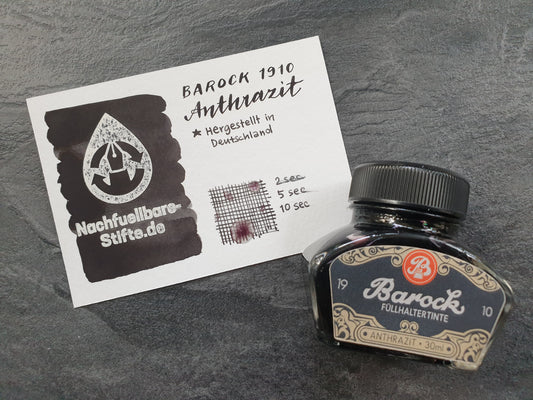 BAROCK 1910
Anthrazit
★ Hergestellt in
Deutschland
2 sec
5 sec
10 sec
Nachfuellbare-
Stifte.de
B
19 Barock 10
FÜLLHALTERTINTE
• ANTHRAZIT • 30ml •